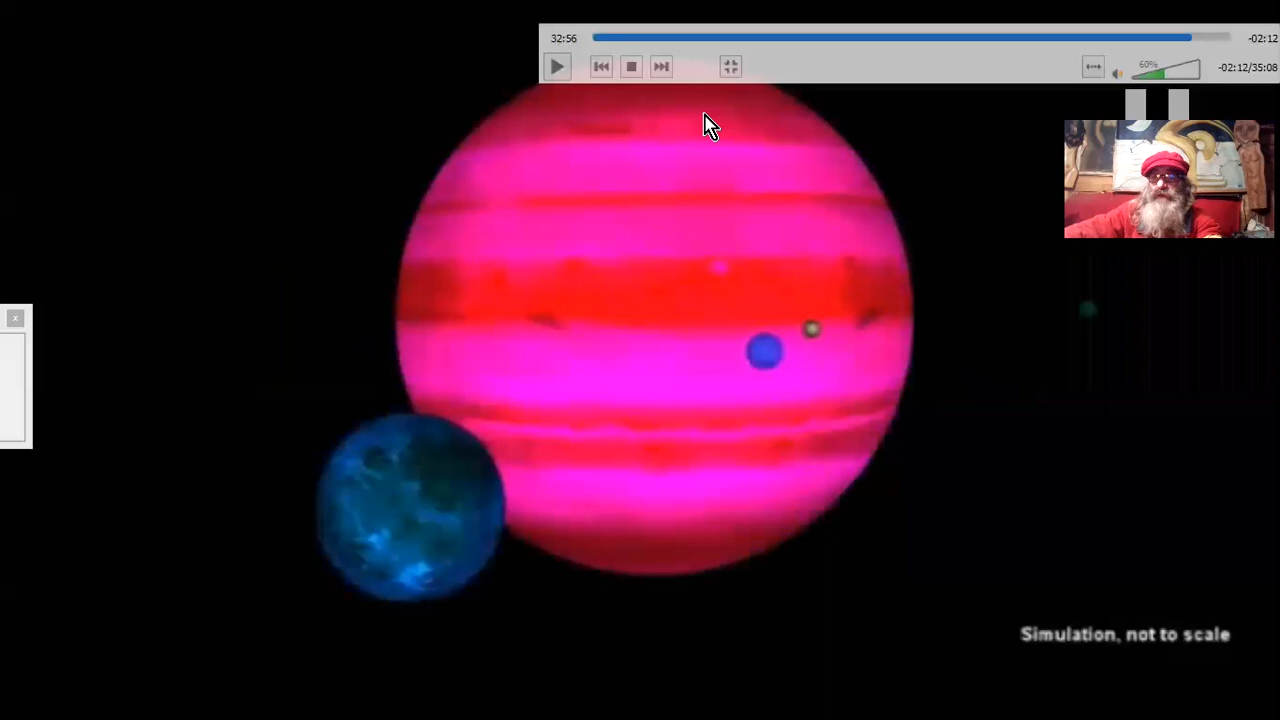 32:56
-02:12
60%
-02:12/35:08
x
Simulation, not to scale